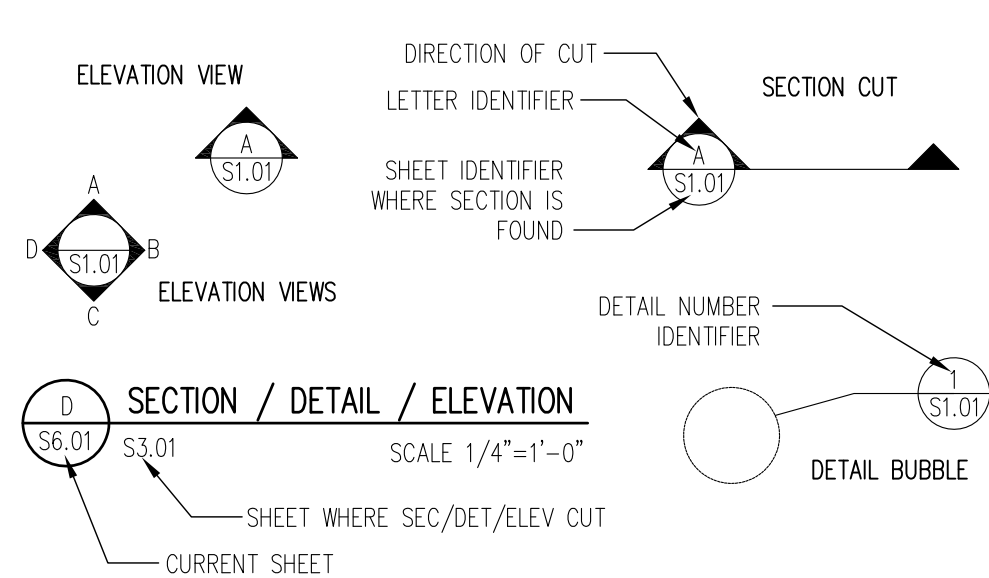 ELEVATION VIEW
A
S1.01
A
D
S1.01
B
C
ELEVATION VIEWS
DIRECTION OF CUT
LETTER IDENTIFIER
SHEET IDENTIFIER
WHERE SECTION IS
FOUND
SECTION CUT
A
S1.01
DETAIL NUMBER
IDENTIFIER
1
S1.01
DETAIL BUBBLE
D
S6.01
SECTION / DETAIL / ELEVATION
S3.01
SCALE 1/4"=1'-0"
SHEET WHERE SEC/DET/ELEV CUT
CURRENT SHEET